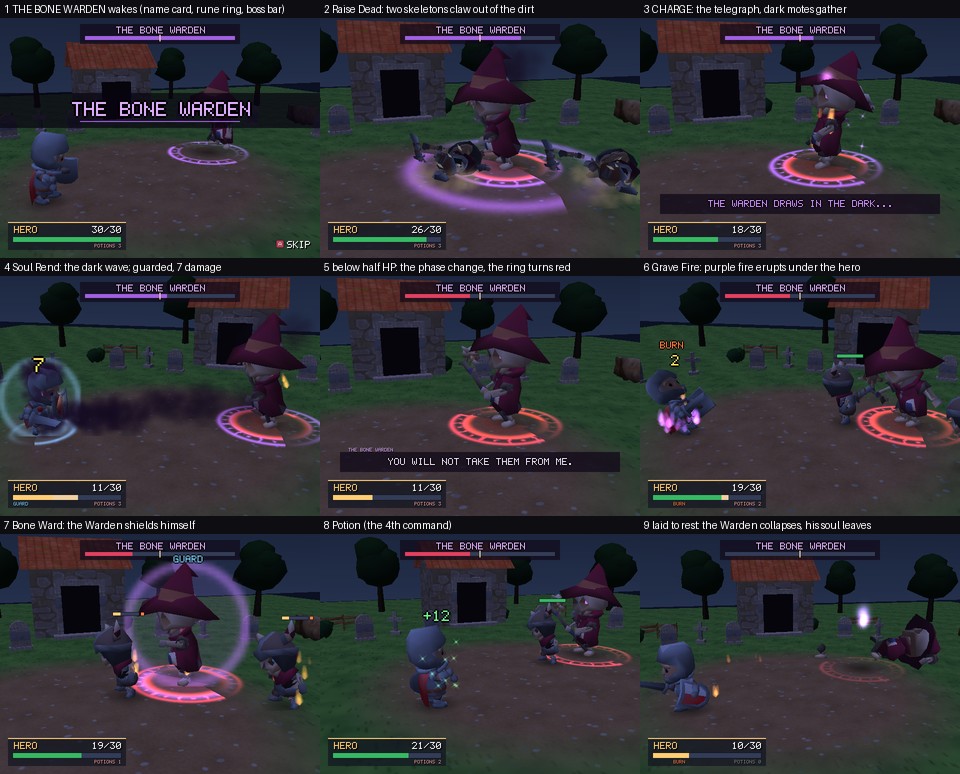 1 THE BONE WARDEN wakes (name card, rune ring, boss bar)
THE BONE WARDEN
THE BONE WARDEN
HERO 30/30
POTIONS 3
SKIP
2 Raise Dead: two skeletons claw out of the dirt
THE BONE WARDEN
HERO 26/30
POTIONS 3
3 CHARGE: the telegraph, dark motes gather
THE BONE WARDEN
THE WARDEN DRAWS IN THE DARK...
HERO 18/30
POTIONS 3
4 Soul Rend: the dark wave; guarded, 7 damage
THE BONE WARDEN
7
HERO 11/30
GUARD POTIONS 3
5 below half HP: the phase change, the ring turns red
THE BONE WARDEN
THE BONE WARDEN
YOU WILL NOT TAKE THEM FROM ME.
HERO 11/30
POTIONS 3
6 Grave Fire: purple fire erupts under the hero
THE BONE WARDEN
BURN
2
HERO 19/30
BURN POTIONS 2
7 Bone Ward: the Warden shields himself
THE BONE WARDEN
GUARD
HERO 19/30
POTIONS 1
8 Potion (the 4th command)
THE BONE WARDEN
+12
HERO 21/30
POTIONS 2
9 laid to rest the Warden collapses, his soul leaves
THE BONE WARDEN
HERO 10/30
BURN POTIONS 0